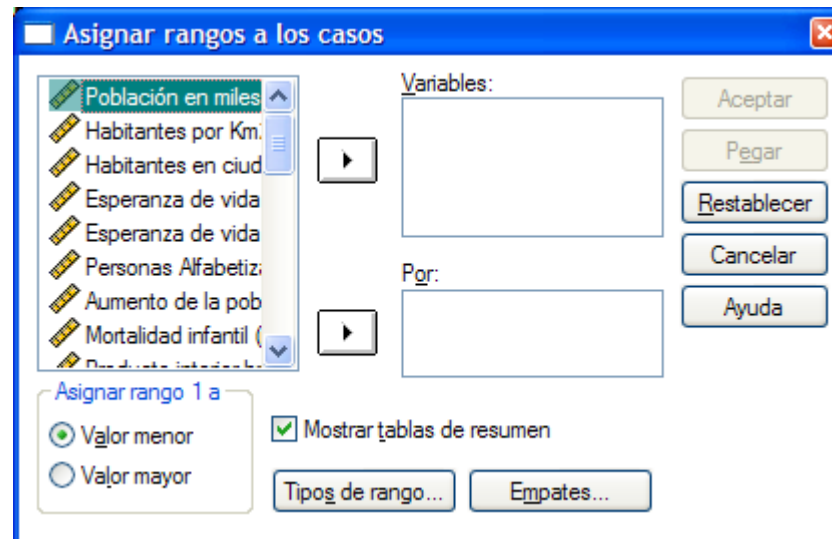 Asignar rangos a los casos
Población en miles
Habitantes por Km
Habitantes en ciud
Esperanza de vida
Esperanza de vida
Personas Alfabetiz
Aumento de la pob
Mortalidad infantil (
Producto interior b
Variables:
Por:
Aceptar
Pegar
Restablecer
Cancelar
Ayuda
Asignar rango 1 a
Valor menor
Valor mayor
Mostrar tablas de resumen
Tipos de rango...
Empates...